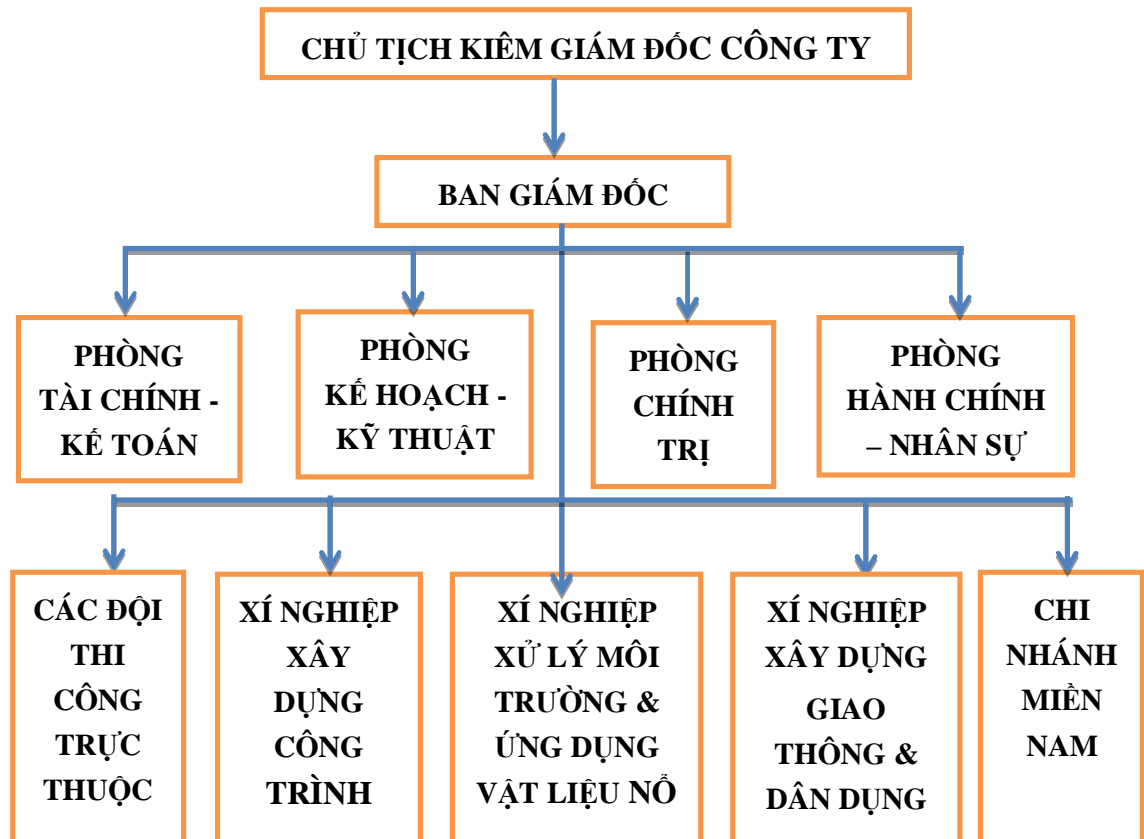 CHỦ TỊCH KIÊM GIÁM ĐỐC CÔNG TY
BAN GIÁM ĐỐC
PHÒNG
TÀI CHÍNH -
KẾ TOÁN
PHÒNG
KẾ HOẠCH -
KỸ THUẬT
PHÒNG
CHÍNH
TRỊ
PHÒNG
HÀNH CHÍNH
– NHÂN SỰ
CÁC ĐỘI
THI
CÔNG
TRỰC
THUỘC
XÍ NGHIỆP
XÂY
DỰNG
CÔNG
TRÌNH
XÍ NGHIỆP
XỬ LÝ MÔI
TRƯỜNG &
ỨNG DỤNG
VẬT LIỆU NỔ
XÍ NGHIỆP
XÂY DỰNG
GIAO
THÔNG &
DÂN DỤNG
CHI
NHÁNH
MIỀN
NAM